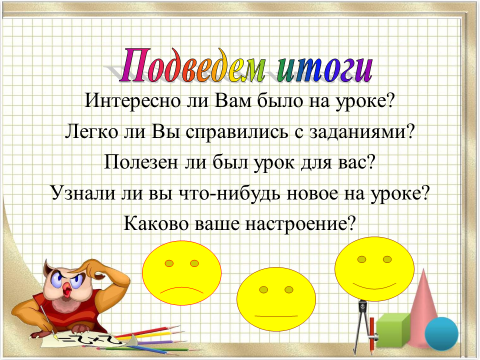 Подведем итоги
Интересно ли Вам было на уроке?
Легко ли Вы справились с заданиями?
Полезен ли был урок для вас?
Узнали ли вы что-нибудь новое на уроке?
Каково ваше настроение?